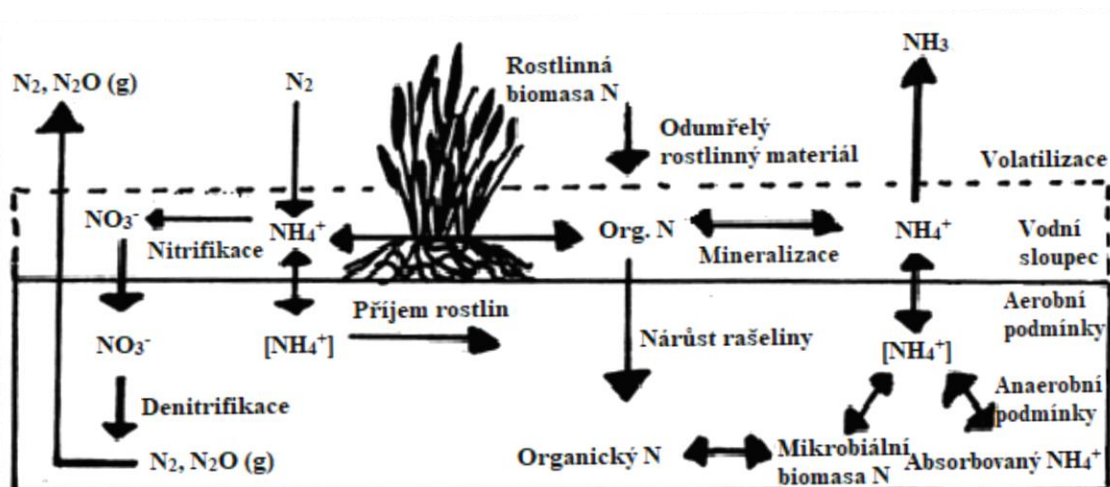 N₂, N₂O (g)
N₂
Rostlinná
biomasa N
NH₃
Odumřelý
rostlinný materiál
Volatilizace
NO₃⁻
Nitrifikace
NH₄⁺
Org. N
Mineralizace
NH₄⁺
Vodní
sloupec
Příjem rostlin
Aerobní
podmínky
NO₃⁻
[NH₄⁺]
Nárůst rašeliny
[NH₄⁺]
Denitrifikace
Anaerobní
podmínky
N₂, N₂O (g)
Organický N
Mikrobiální
biomasa N
Absorbovaný NH₄⁺